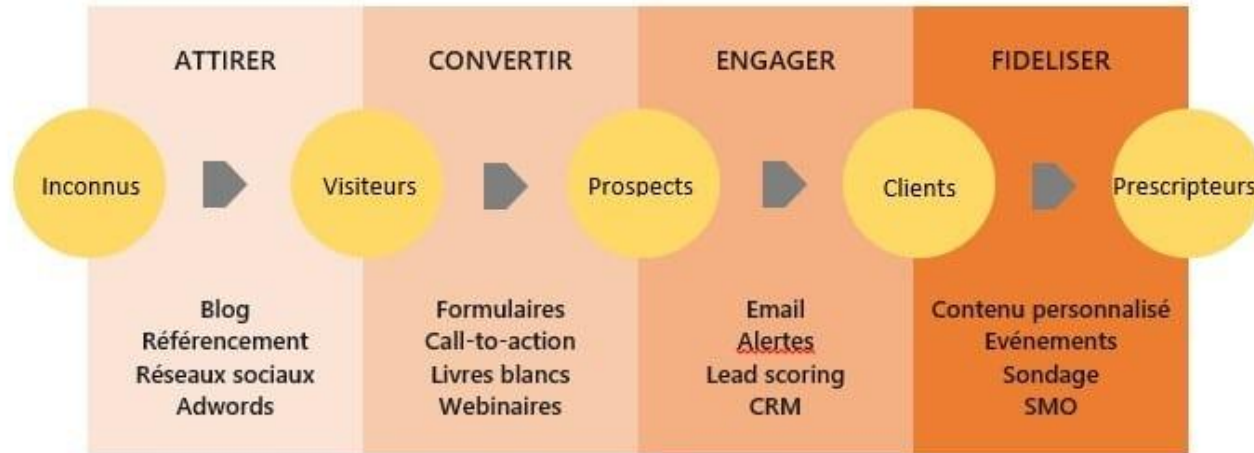 ATTIRER
CONVERTIR
ENGAGER
FIDELISER
Inconnus
Visiteurs
Prospects
Clients
Prescripteurs
Blog
Référencement
Réseaux sociaux
Adwords
Formulaires
Call-to-action
Livres blancs
Webinaires
Email
Alertes
Lead scoring
CRM
Contenu personnalisé
Evénements
Sondage
SMO